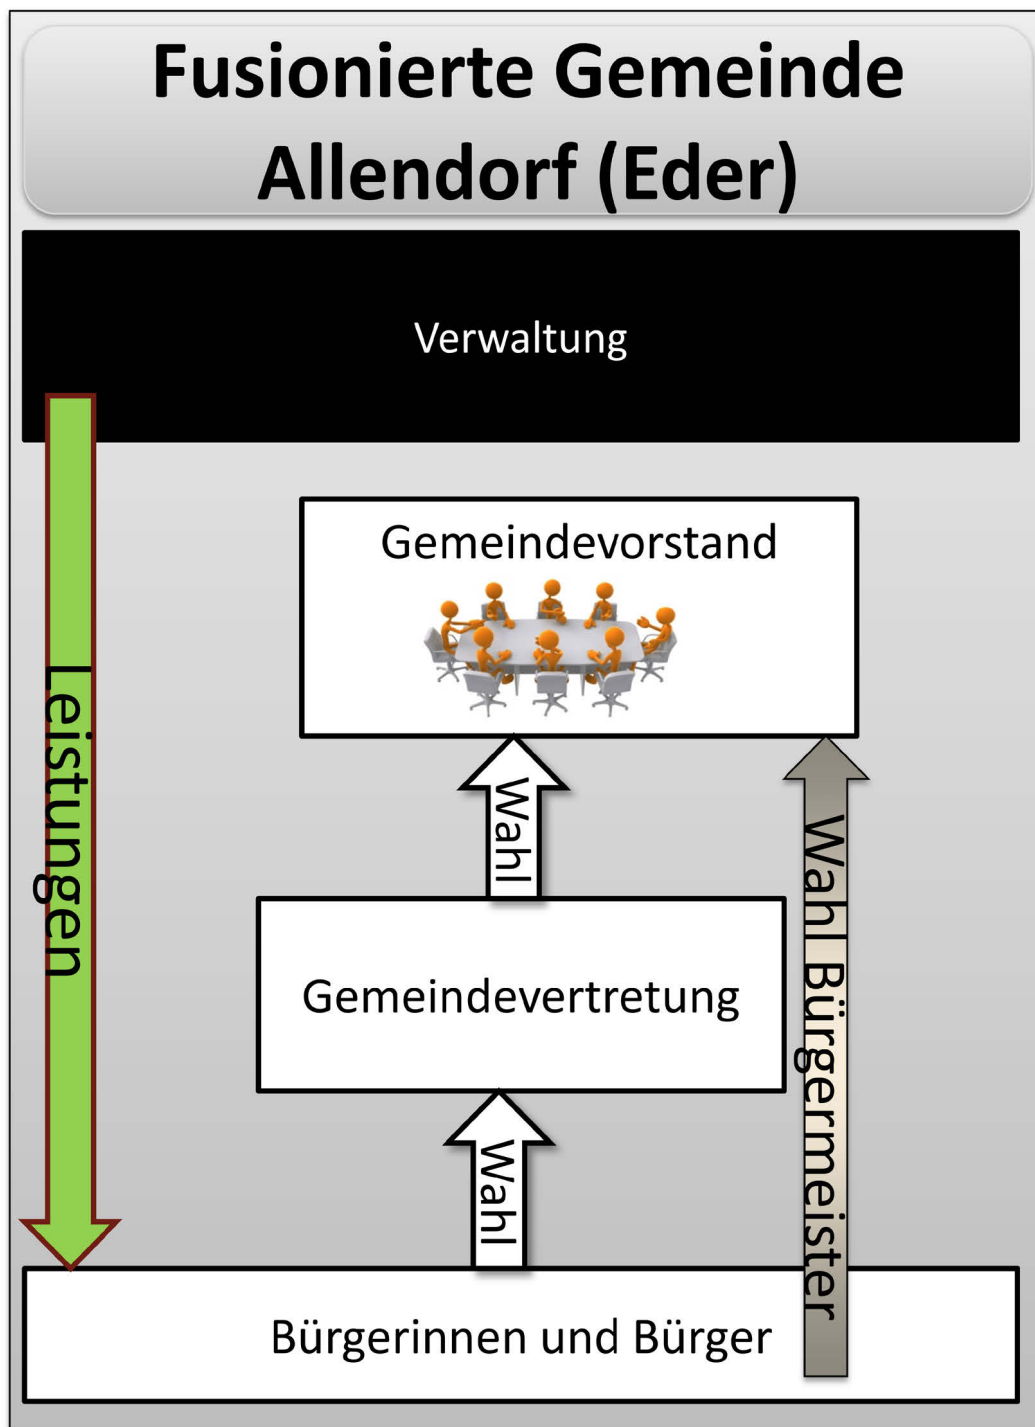 Fusionierte Gemeinde
Allendorf (Eder)
Verwaltung
Gemeindevorstand
Leistungen
Wahl
Wahl Bürgermeister
Gemeindevertretung
Wahl
Bürgerinnen und Bürger